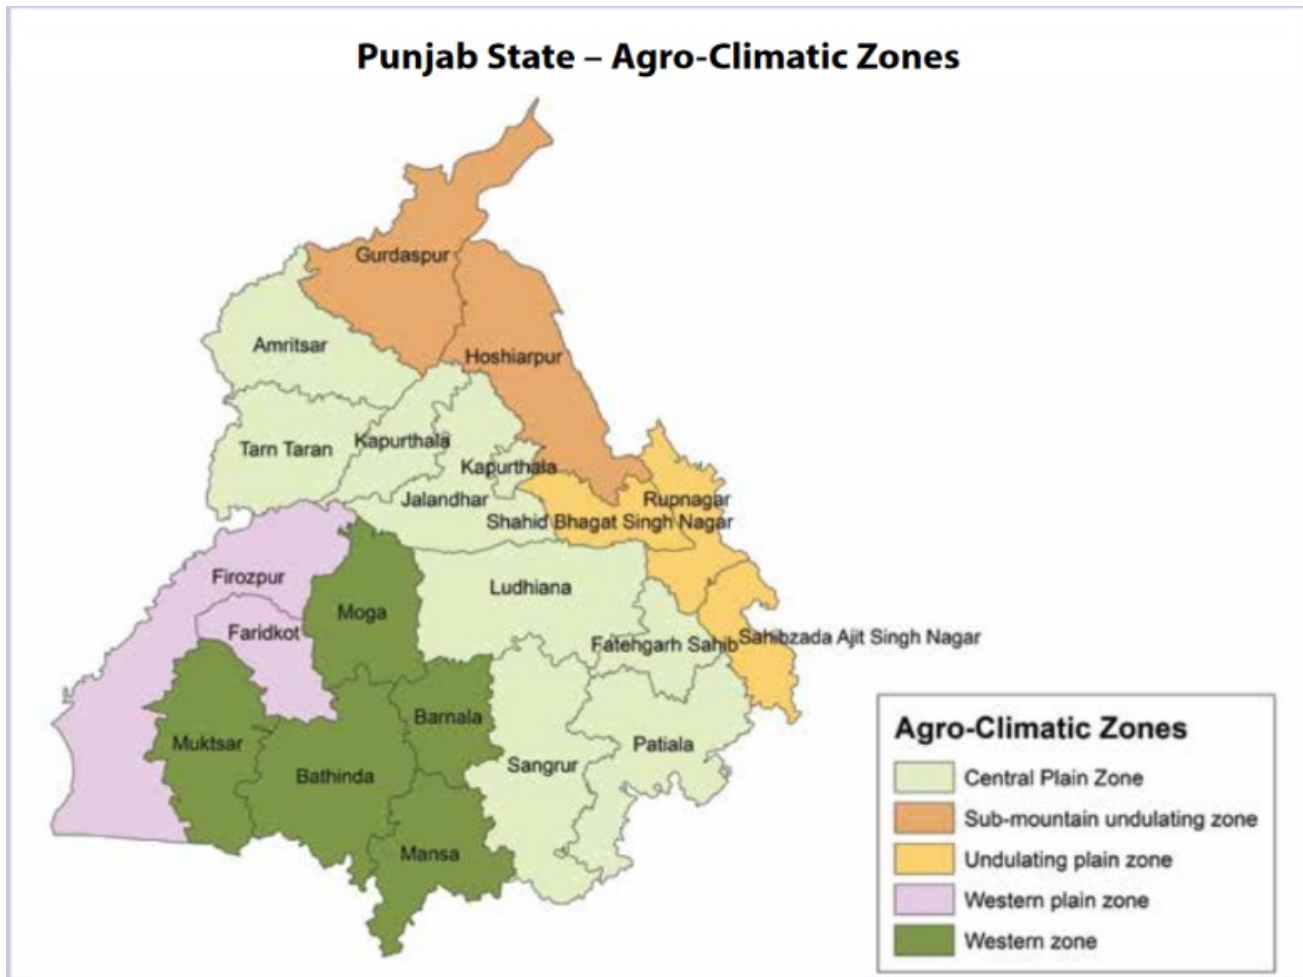 Punjab State – Agro-Climatic Zones
Gurdaspur
Amritsar
Hoshiarpur
Tarn Taran
Kapurthala
Kapurthala
Jalandhar
Rupnagar
Shahid Bhagat Singh Nagar
Firozpur
Ludhiana
Moga
Faridkot
Fatehgarh Sahib
Sahibzada Ajit Singh Nagar
Barnala
Muktsar
Patiala
Bathinda
Sangrur
Mansa
Agro-Climatic Zones
Central Plain Zone
Sub-mountain undulating zone
Undulating plain zone
Western plain zone
Western zone